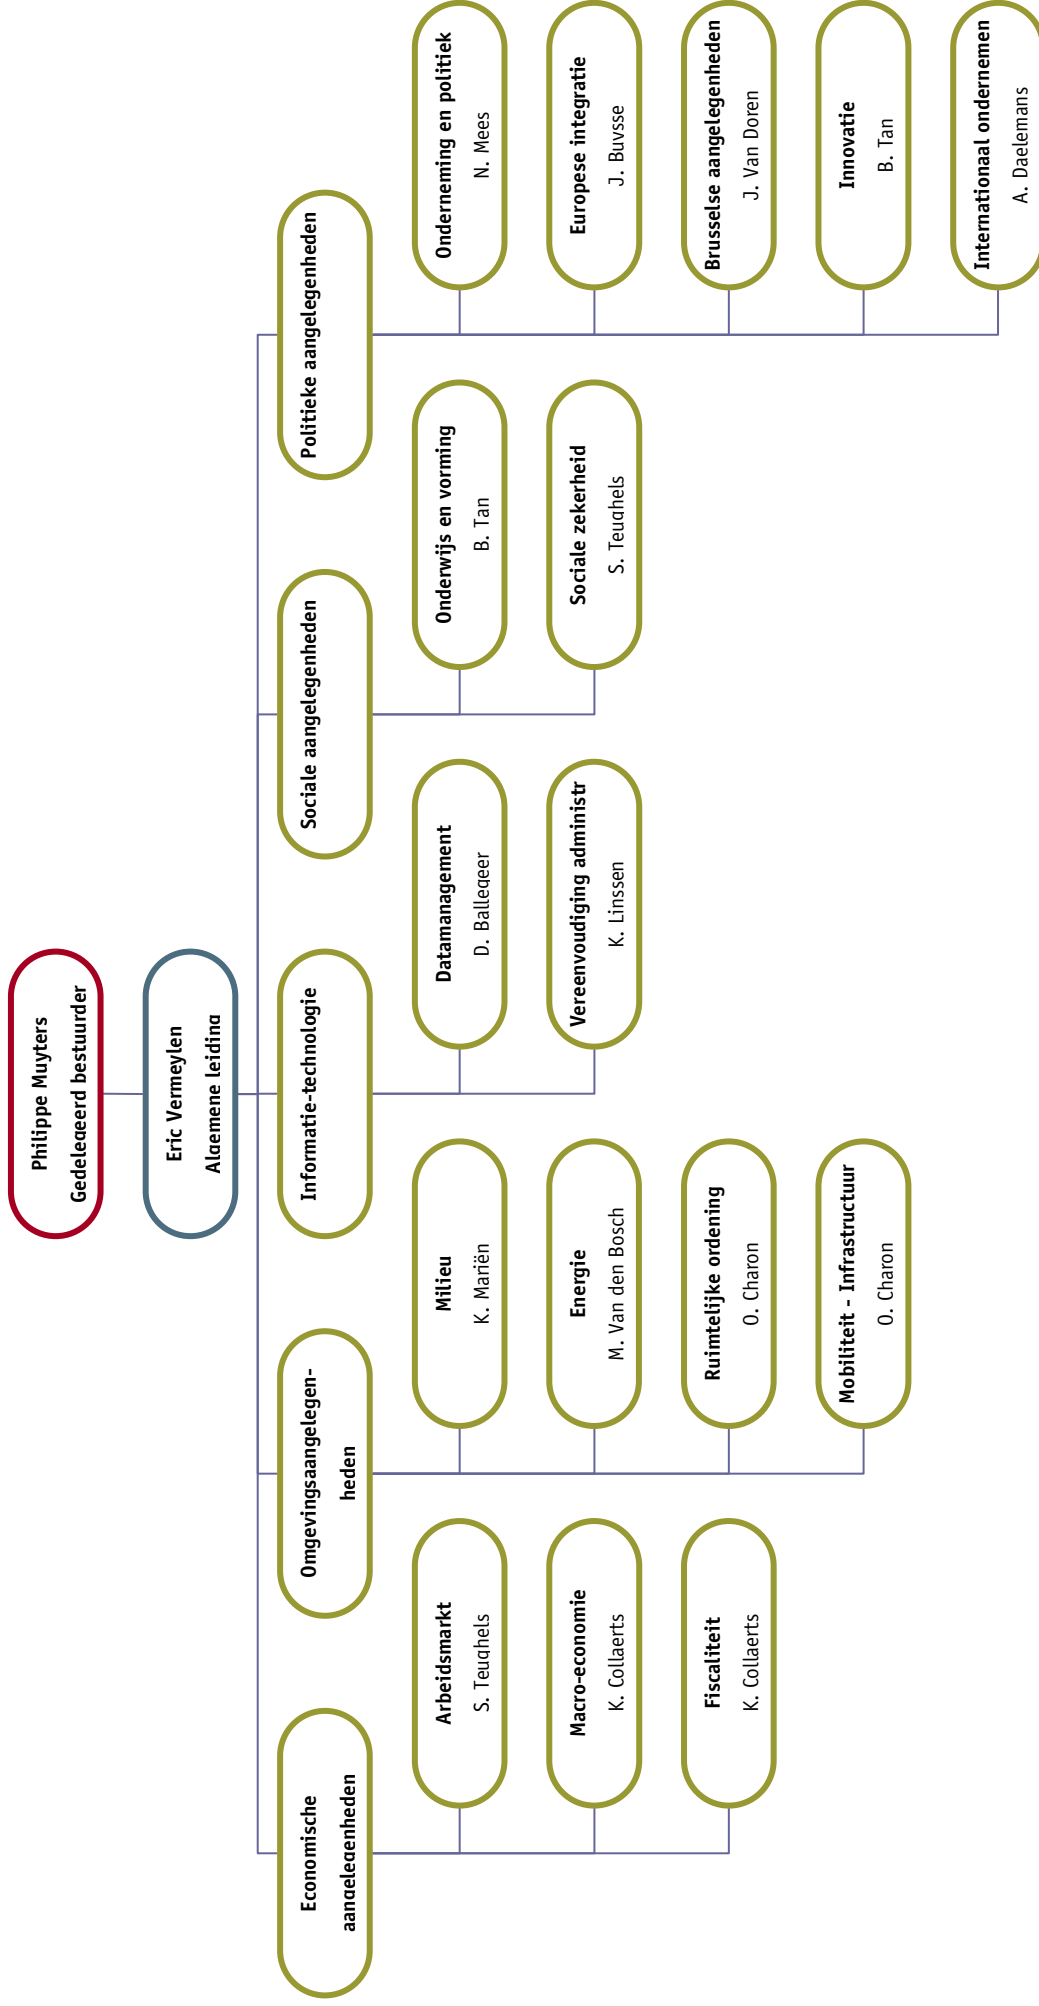 Philippe Muyters
Gedelegeerd bestuurder
Eric Vermeylen
Algemene leiding
Economische
aangelegenheden
Arbeidsmarkt
S. Teughels
Macro-economie
K. Collaerts
Fiscaliteit
K. Collaerts
Omgevingsaangelegen-
heden
Milieu
K. Mariën
Energie
M. Van den Bosch
Ruimtelijke ordening
O. Charon
Mobiliteit - Infrastructuur
O. Charon
Informatie-technologie
Datamanagement
D. Ballegeer
Vereenvoudiging administr
K. Linssen
Sociale aangelegenheden
Onderwijs en vorming
B. Tan
Sociale zekerheid
S. Teughels
Politieke aangelegenheden
Onderneming en politiek
N. Mees
Europese integratie
J. Buysse
Brusselse aangelegenheden
J. Van Doren
Innovatie
B. Tan
Internationaal ondernemen
A. Daelemans